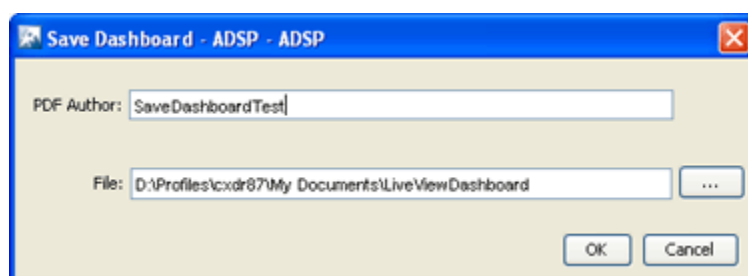 Save Dashboard - ADSP - ADSP
PDF Author: SaveDashboardTest
File: D:\Profiles\cxdr87\My Documents\LiveViewDashboard ...
OK Cancel